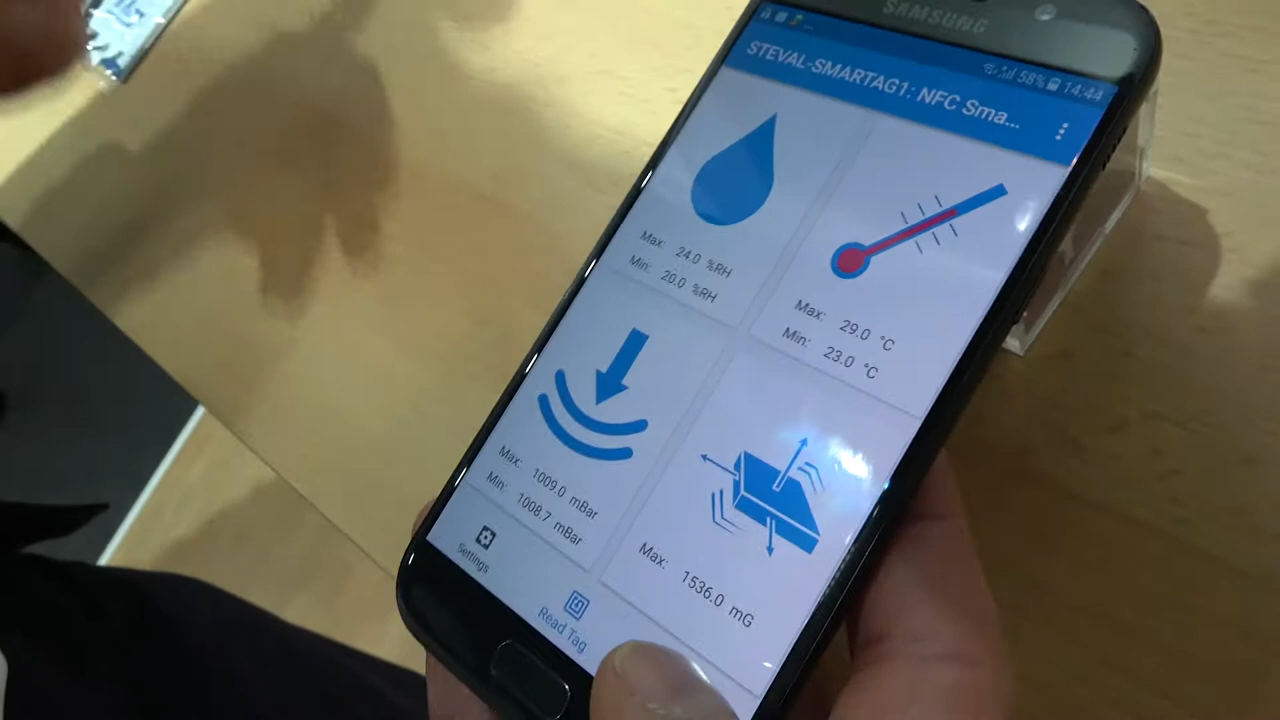 SAMSUNG
58% 14:44
STEVAL-SMARTAG1: NFC Sma...
Max: 24.0 %RH
Min: 20.0 %RH
Max: 29.0 °C
Min: 23.0 °C
Max: 1009.0 mBar
Min: 1008.7 mBar
Max: 1536.0 mG
Settings
Read Tag